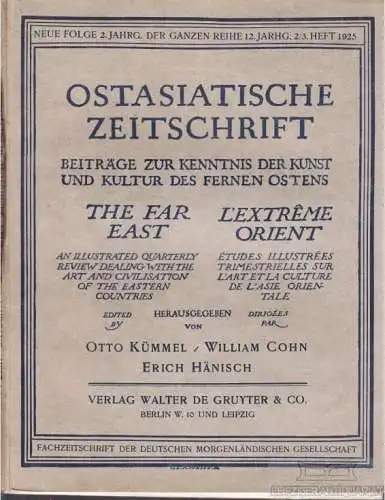 NEUE FOLGE 2. JAHRG. DER GANZEN REIHE 12. JARHG. 2/3. HEFT 1925
OSTASIATISCHE
ZEITSCHRIFT
BEITRÄGE ZUR KENNTNIS DER KUNST
UND KULTUR DES FERNEN OSTENS
THE FAR
EAST
AN ILLUSTRATED QUARTERLY
REVIEW DEALING WITH THE
ART AND CIVILISATION
OF THE EASTERN
COUNTRIES
L'EXTRÊME
ORIENT
ÉTUDES ILLUSTRÉES
TRIMESTRIELLES SUR
L'ART ET LA CULTURE
DE L'ASIE ORIEN-
TALE
EDITED
BY
HERAUSGEGEBEN
VON
DIRIGÉES
PAR
OTTO KÜMMEL / WILLIAM COHN
ERICH HÄNISCH
VERLAG WALTER DE GRUYTER & CO.
BERLIN W. 10 UND LEIPZIG
FACHZEITSCHRIFT DER DEUTSCHEN MORGENLÄNDISCHEN GESELLSCHAFT